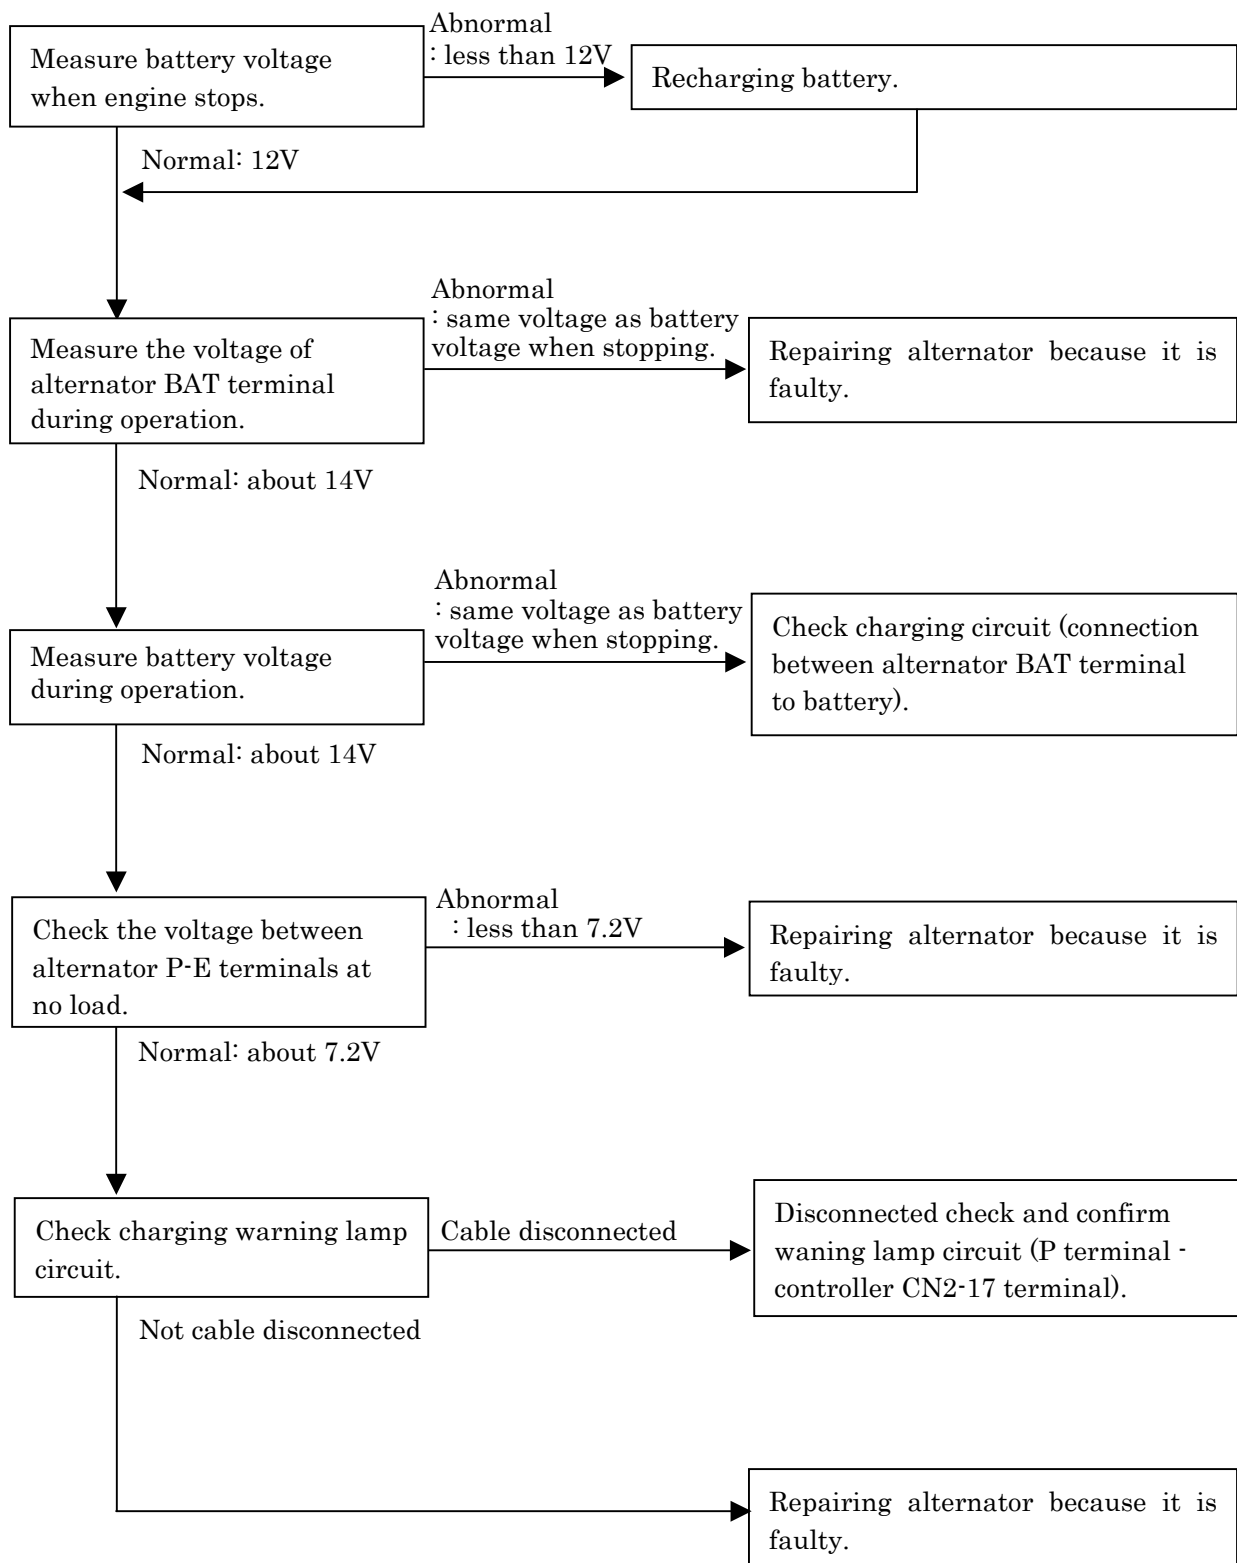 Abnormal
: less than 12V
Measure battery voltage
when engine stops.
Recharging battery.
Normal: 12V
Abnormal
: same voltage as battery
voltage when stopping.
Measure the voltage of
alternator BAT terminal
during operation.
Repairing alternator because it is
faulty.
Normal: about 14V
Abnormal
: same voltage as battery
voltage when stopping.
Measure battery voltage
during operation.
Check charging circuit (connection
between alternator BAT terminal
to battery).
Normal: about 14V
Abnormal
: less than 7.2V
Check the voltage between
alternator P-E terminals at
no load.
Repairing alternator because it is
faulty.
Normal: about 7.2V
Check charging warning lamp
circuit.
Cable disconnected
Disconnected check and confirm
waning lamp circuit (P terminal -
controller CN2-17 terminal).
Not cable disconnected
Repairing alternator because it is
faulty.